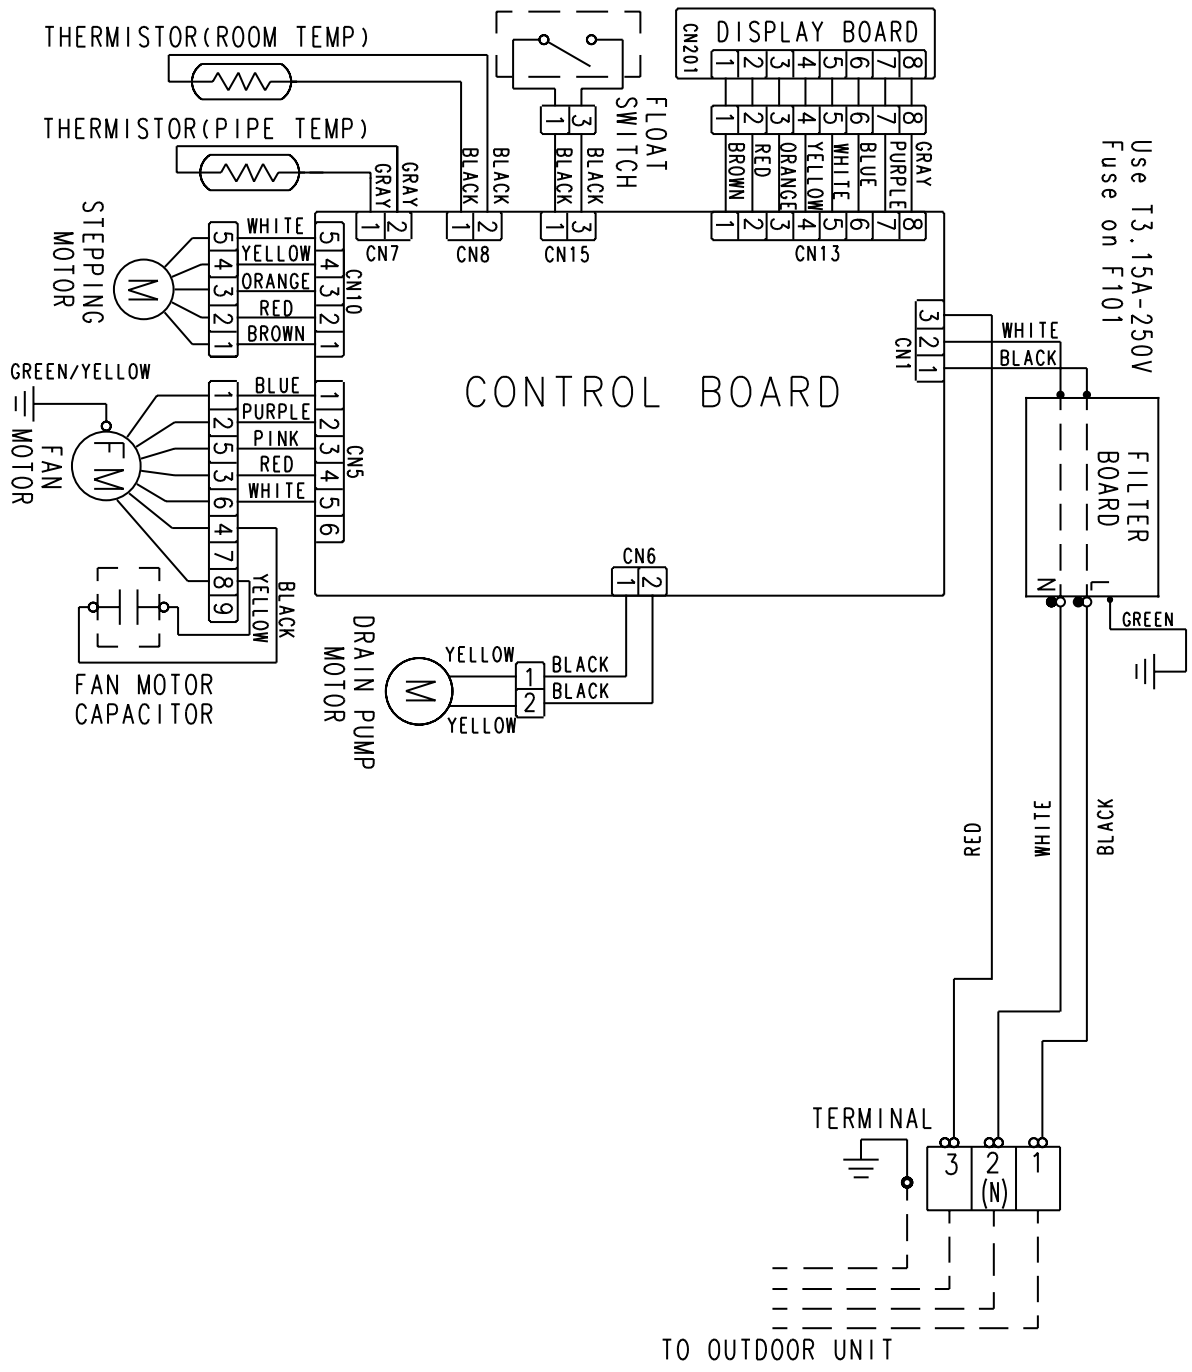 THERMISTOR(ROOM TEMP)
THERMISTOR(PIPE TEMP)
GRAY
GRAY
BLACK
BLACK
1 2
CN7
1 2
CN8
FLOAT
SWITCH
1 3
BLACK
BLACK
1 3
CN15
CN201
DISPLAY BOARD
1 2 3 4 5 6 7 8
1 2 3 4 5 6 7 8
BROWN
RED
ORANGE
YELLOW
WHITE
BLUE
PURPLE
GRAY
1 2 3 4 5 6 7 8
CN13
Use T3.15A-250V
Fuse on F101
STEPPING
MOTOR
M
5 WHITE 5
4 YELLOW 4
3 ORANGE 3
2 RED 2
1 BROWN 1
CN10
GREEN/YELLOW
FAN
MOTOR
FM
1 BLUE 1
2 PURPLE 2
5 PINK 3
3 RED 4
6 WHITE 5
4 6
7
8
9
CN5
BLACK
YELLOW
FAN MOTOR
CAPACITOR
CONTROL BOARD
3
2
1
CN1
WHITE
BLACK
FILTER
BOARD
N
L
GREEN
CN6
1 2
DRAIN PUMP
MOTOR
M
YELLOW
YELLOW
1
2
BLACK
BLACK
RED
WHITE
BLACK
TERMINAL
3
2
(N)
1
TO OUTDOOR UNIT